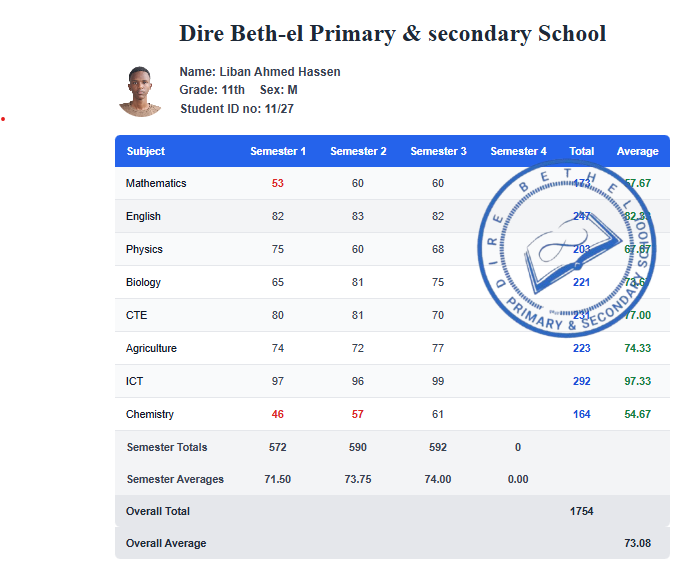 Dire Beth-el Primary & secondary School
Name: Liban Ahmed Hassen
Grade: 11th Sex: M
Student ID no: 11/27
Subject Semester 1 Semester 2 Semester 3 Semester 4 Total Average
Mathematics 53 60 60 173 57.67
English 82 83 82 247 82.33
Physics 75 60 68 203 67.67
Biology 65 81 75 221 73.67
CTE 80 81 70 231 77.00
Agriculture 74 72 77 223 74.33
ICT 97 96 99 292 97.33
Chemistry 46 57 61 164 54.67
Semester Totals 572 590 592 0
Semester Averages 71.50 73.75 74.00 0.00
Overall Total 1754
Overall Average 73.08
DIRE BETHEL
PRIMARY & SECONDARY SCHOOL